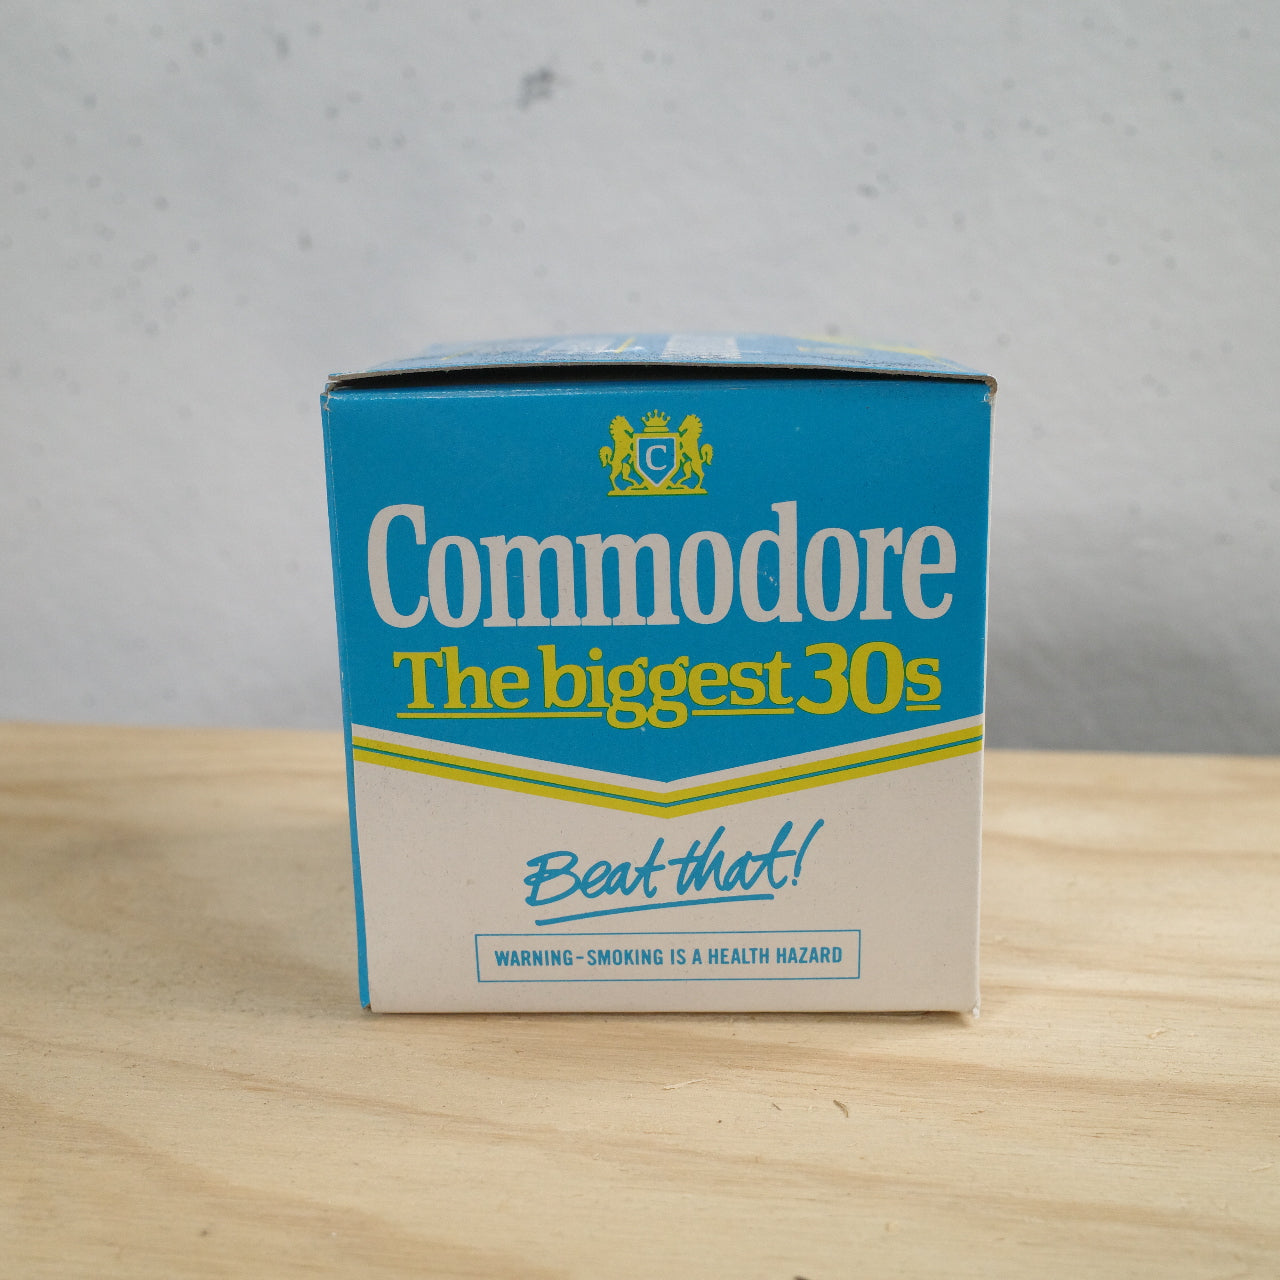 C
Commodore
The biggest 30s
Beat that!
WARNING-SMOKING IS A HEALTH HAZARD